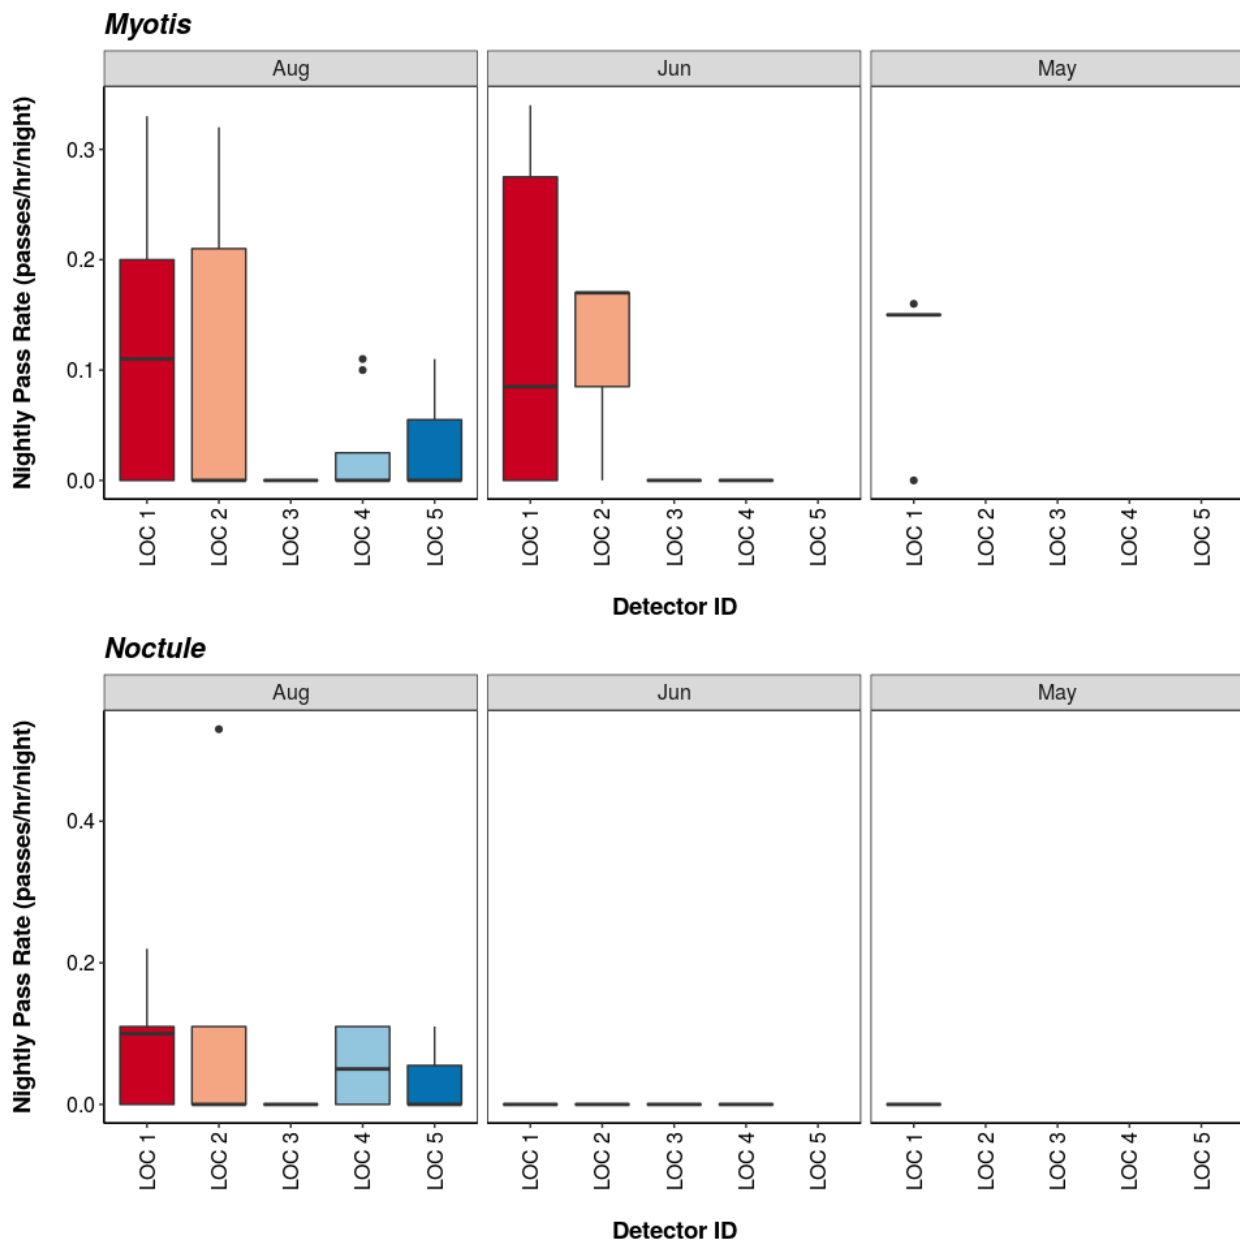 Myotis
Aug Jun May
Nightly Pass Rate (passes/hr/night)
0.3
0.2
0.1
0.0
LOC 1 LOC 2 LOC 3 LOC 4 LOC 5 LOC 1 LOC 2 LOC 3 LOC 4 LOC 5 LOC 1 LOC 2 LOC 3 LOC 4 LOC 5
Detector ID
Noctule
Aug Jun May
Nightly Pass Rate (passes/hr/night)
0.4
0.2
0.0
LOC 1 LOC 2 LOC 3 LOC 4 LOC 5 LOC 1 LOC 2 LOC 3 LOC 4 LOC 5 LOC 1 LOC 2 LOC 3 LOC 4 LOC 5
Detector ID